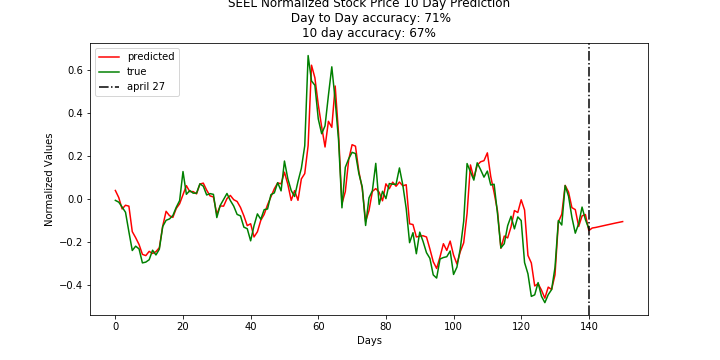 SEEL Normalized Stock Price 10 Day Prediction
Day to Day accuracy: 71%
10 day accuracy: 67%
predicted
true
april 27
Normalized Values
0.6
0.4
0.2
0.0
−0.2
−0.4
0
20
40
60
80
100
120
140
Days